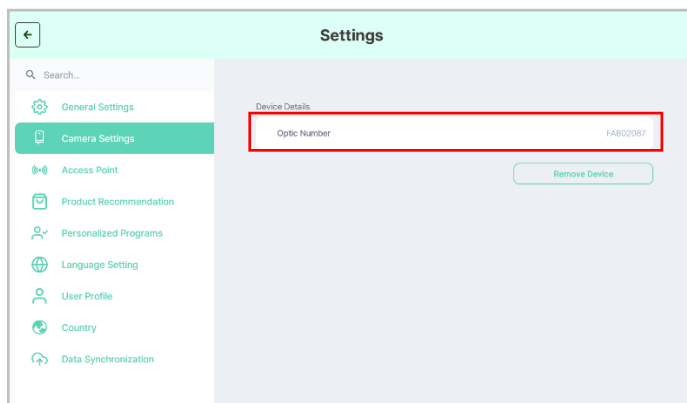 Settings
Search...
General Settings
Camera Settings
Access Point
Product Recommendation
Personalized Programs
Language Setting
User Profile
Country
Data Synchronization
Device Details
Optic Number FAB02087
Remove Device